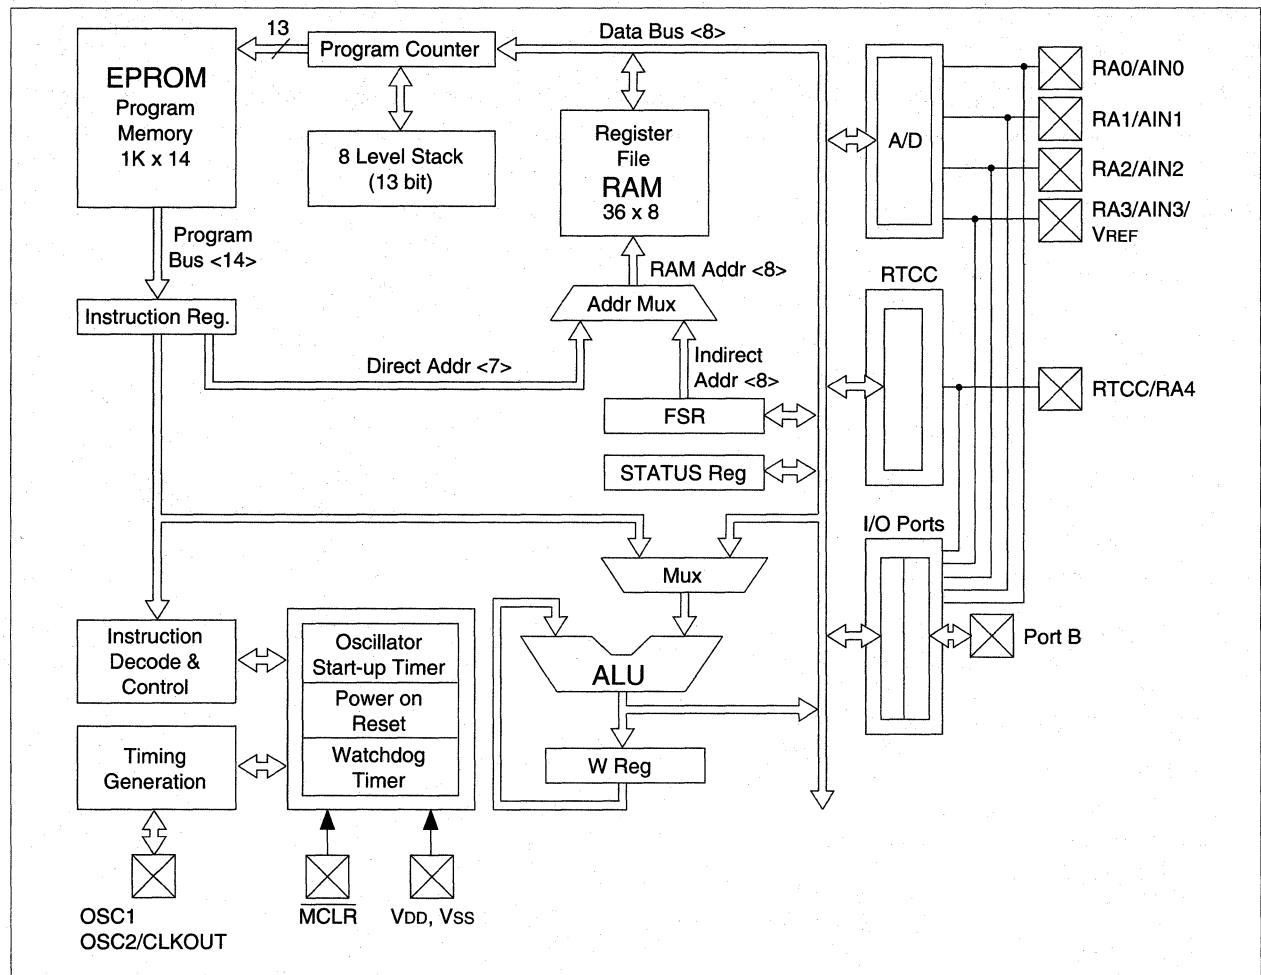 13
Program Counter
Data Bus <8>
EPROM
Program
Memory
1K x 14
8 Level Stack
(13 bit)
Register
File
RAM
36 x 8
A/D
RA0/AIN0
RA1/AIN1
RA2/AIN2
RA3/AIN3/
VREF
Program
Bus <14>
RAM Addr <8>
RTCC
Instruction Reg.
Addr Mux
Direct Addr <7>
Indirect
Addr <8>
RTCC/RA4
FSR
STATUS Reg
I/O Ports
Mux
Instruction
Decode &
Control
Oscillator
Start-up Timer
Power on
Reset
Watchdog
Timer
ALU
Port B
Timing
Generation
W Reg
OSC1
OSC2/CLKOUT
MCLR
VDD, VSS